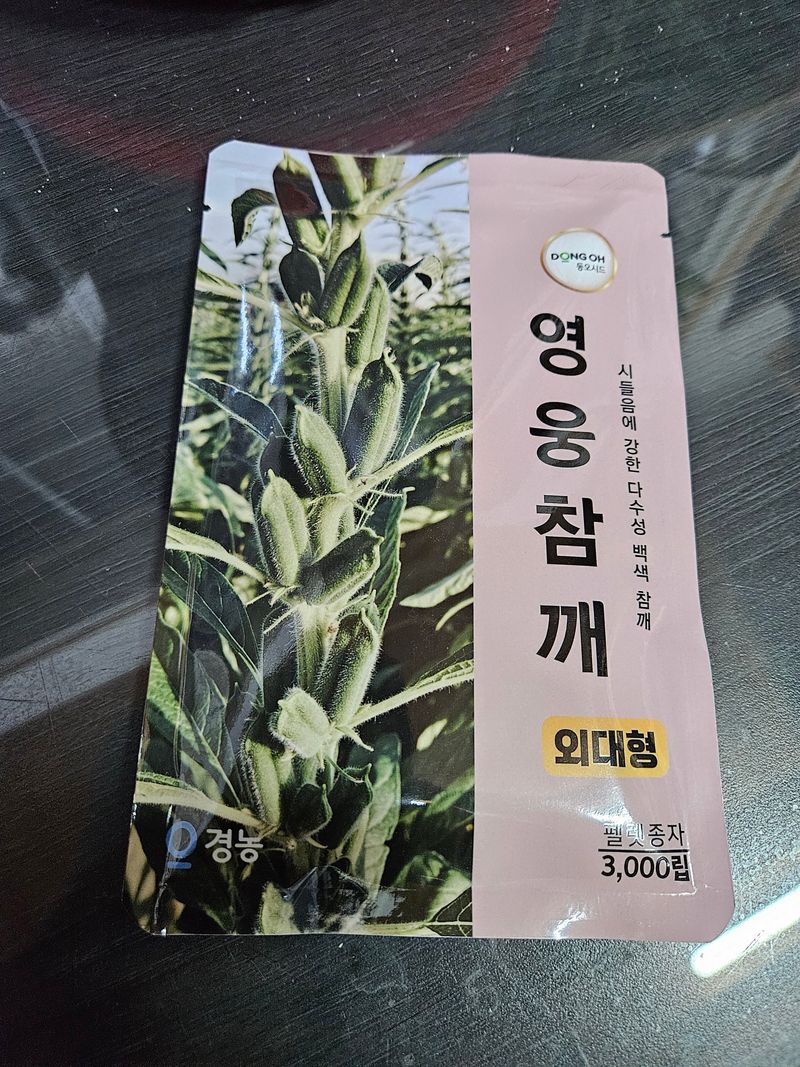 DONG OH
동오시드
영웅참깨
시들음에 강한 다수성 백색 참깨
외대형
펠렛종자
3,000립
경농